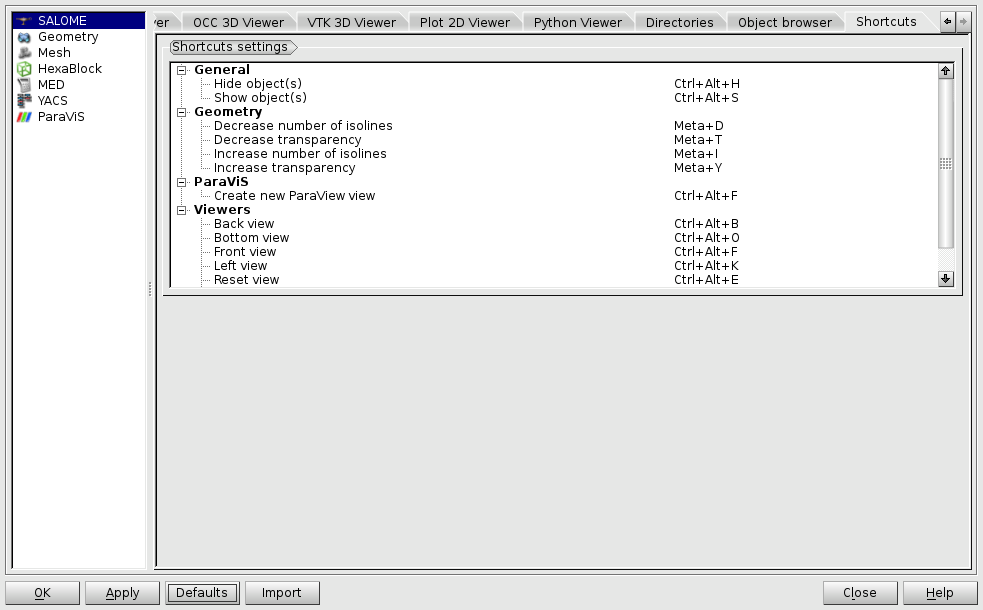 SALOME
Geometry
Mesh
HexaBlock
MED
YACS
ParaViS
er OCC 3D Viewer VTK 3D Viewer Plot 2D Viewer Python Viewer Directories Object browser Shortcuts
Shortcuts settings
General
Hide object(s) Ctrl+Alt+H
Show object(s) Ctrl+Alt+S
Geometry
Decrease number of isolines Meta+D
Decrease transparency Meta+T
Increase number of isolines Meta+I
Increase transparency Meta+Y
ParaViS
Create new ParaView view Ctrl+Alt+F
Viewers
Back view Ctrl+Alt+B
Bottom view Ctrl+Alt+O
Front view Ctrl+Alt+F
Left view Ctrl+Alt+K
Reset view Ctrl+Alt+E
OK Apply Defaults Import Close Help